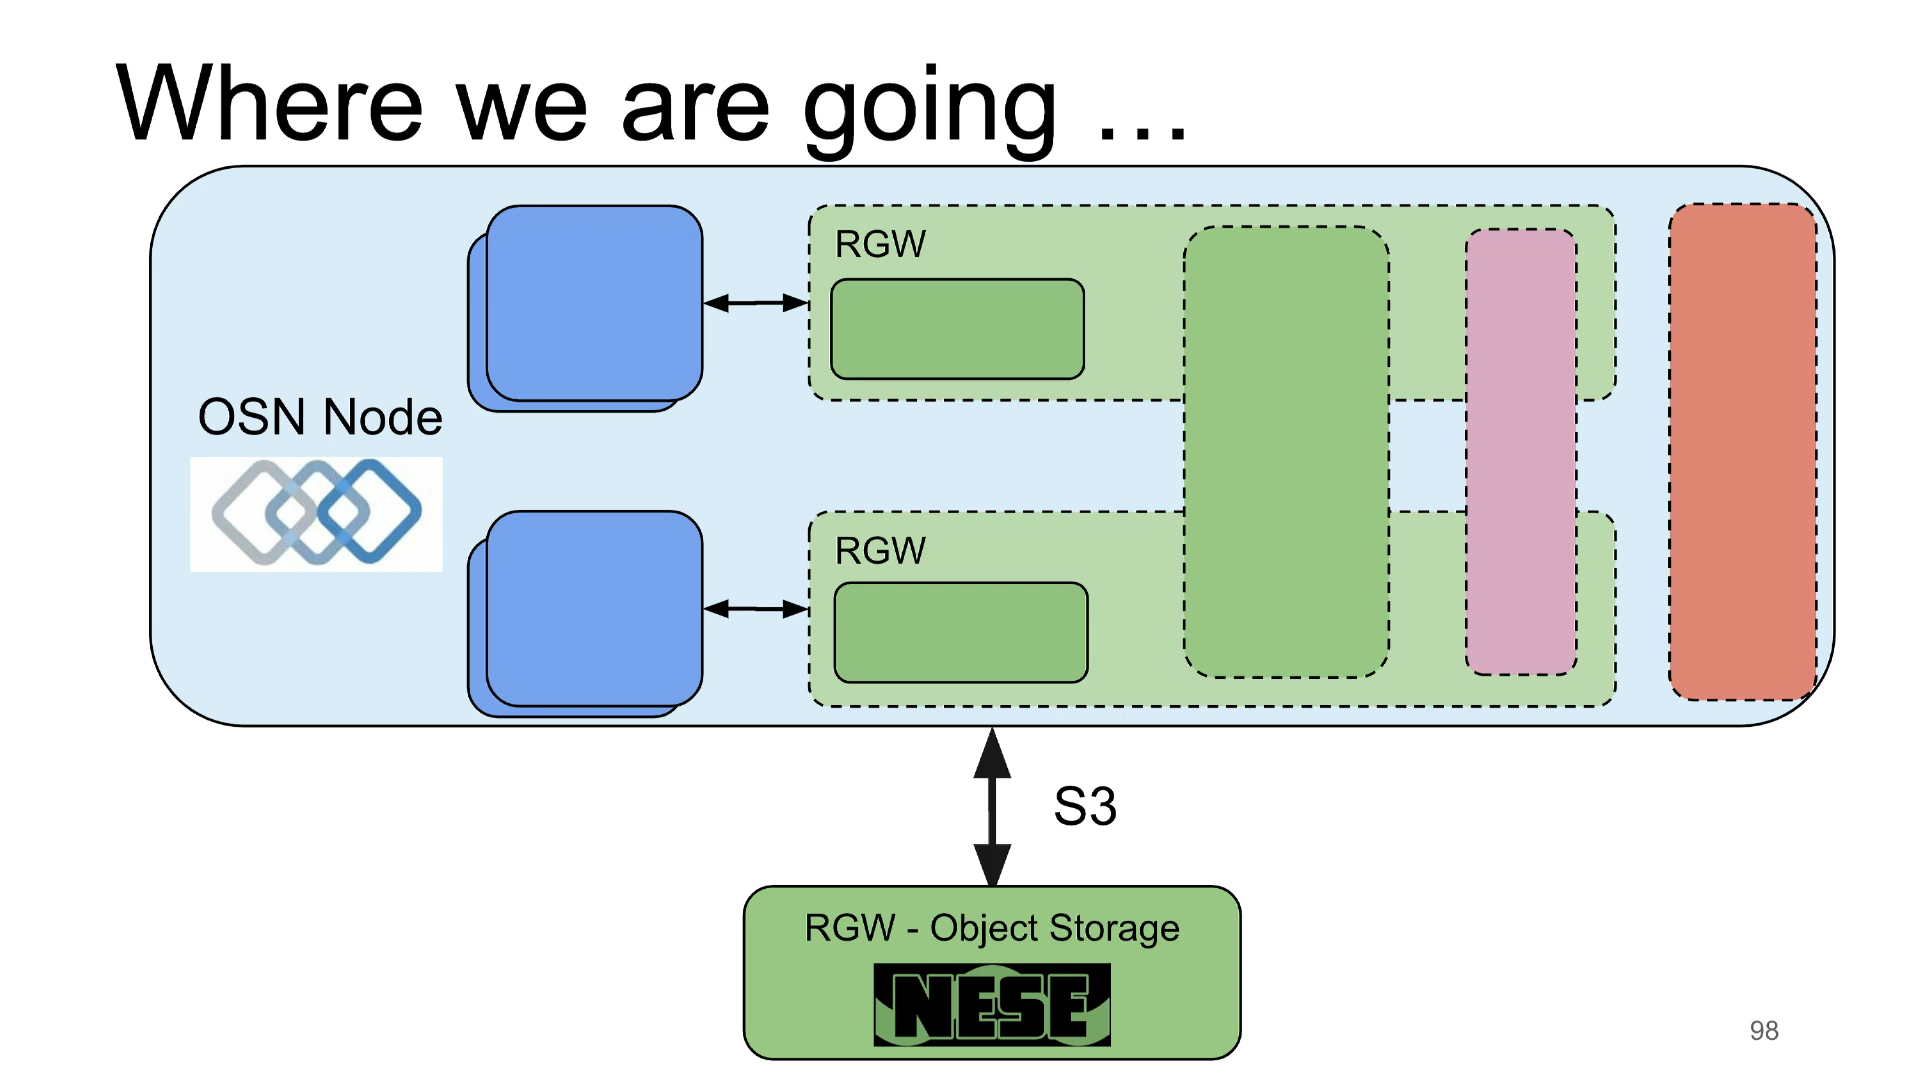 Where we are going …
RGW
OSN Node
RGW
S3
RGW - Object Storage
NESE
98